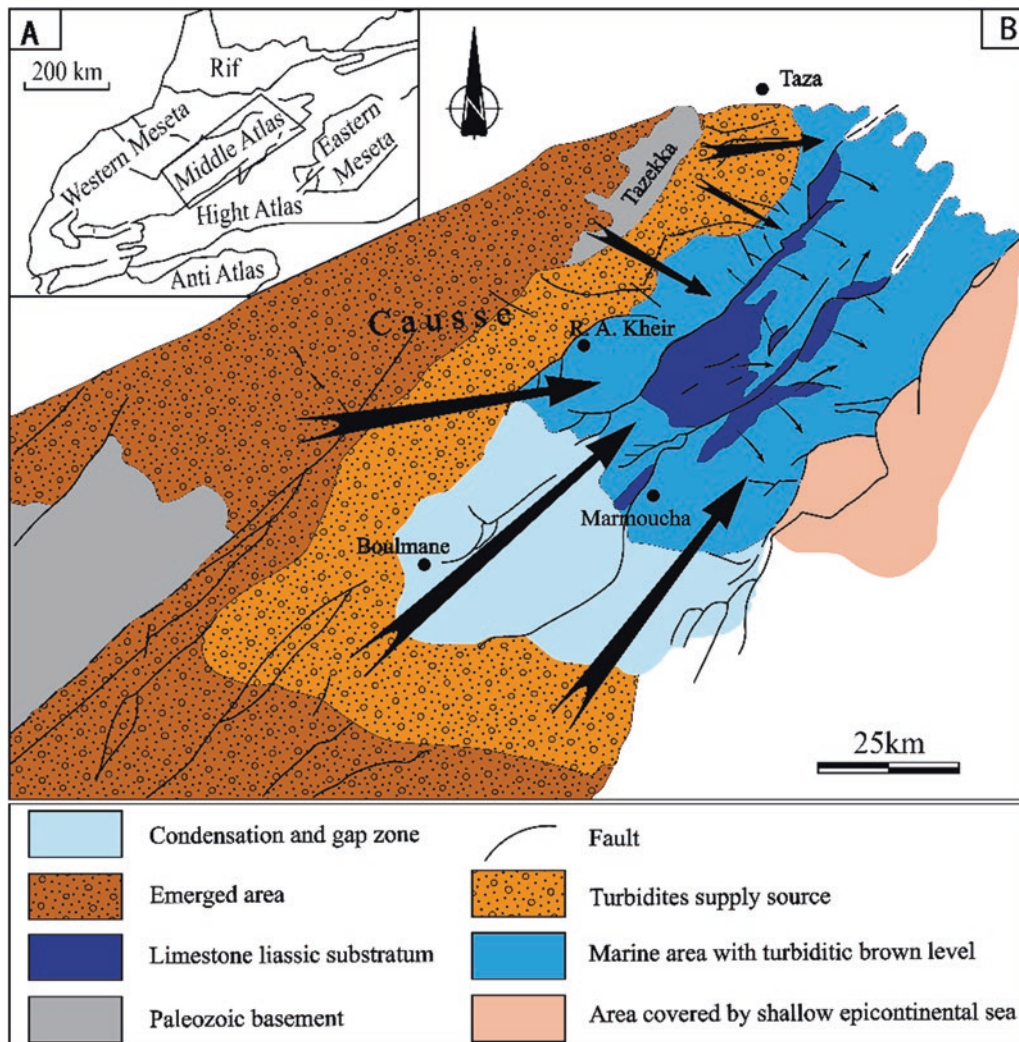 A
200 km
Rif
Western Meseta
Middle Atlas
Eastern
Meseta
Hight Atlas
Anti Atlas
N
B
Taza
Tazekka
Causse
R. A. Kheir
Marmoucha
Boulmane
25km
Condensation and gap zone
Fault
Emerged area
Turbidites supply source
Limestone liassic substratum
Marine area with turbiditic brown level
Paleozoic basement
Area covered by shallow epicontinental sea